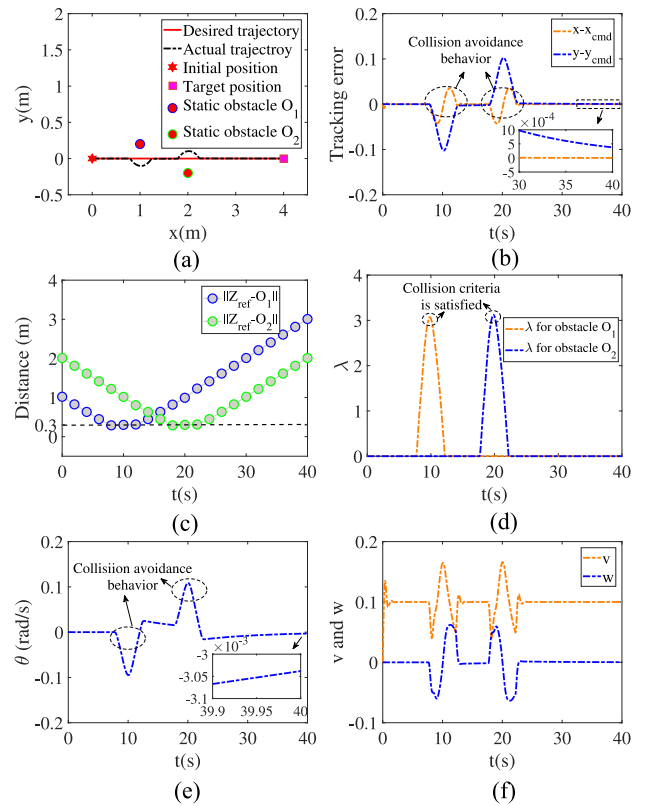 2
1.5
1
0.5
0
-0.5
y(m)
Desired trajectory
Actual trajectroy
Initial position
Target position
Static obstacle O1
Static obstacle O2
0 1 2 3 4
x(m)
(a)
0.2
0.1
0
-0.1
-0.2
Tracking error
Collision avoidance
behavior
x-xcmd
y-ycmd
×10-4
10
5
0
-5
30 35 40
0 10 20 30 40
t(s)
(b)
4
3
2
1
0.3
0
Distance (m)
||Zref-O1||
||Zref-O2||
0 10 20 30 40
t(s)
(c)
4
3
2
1
0
λ
Collision criteria
is satisfied
λ for obstacle O1
λ for obstacle O2
0 10 20 30 40
t(s)
(d)
0.2
0.1
0
-0.1
-0.2
θ (rad/s)
Collisiion avoidance
behavior
×10-3
-3
-3.05
-3.1
39.9 39.95 40
0 10 20 30 40
t(s)
(e)
0.2
0.1
0
-0.1
v and w
v
w
0 10 20 30 40
t(s)
(f)